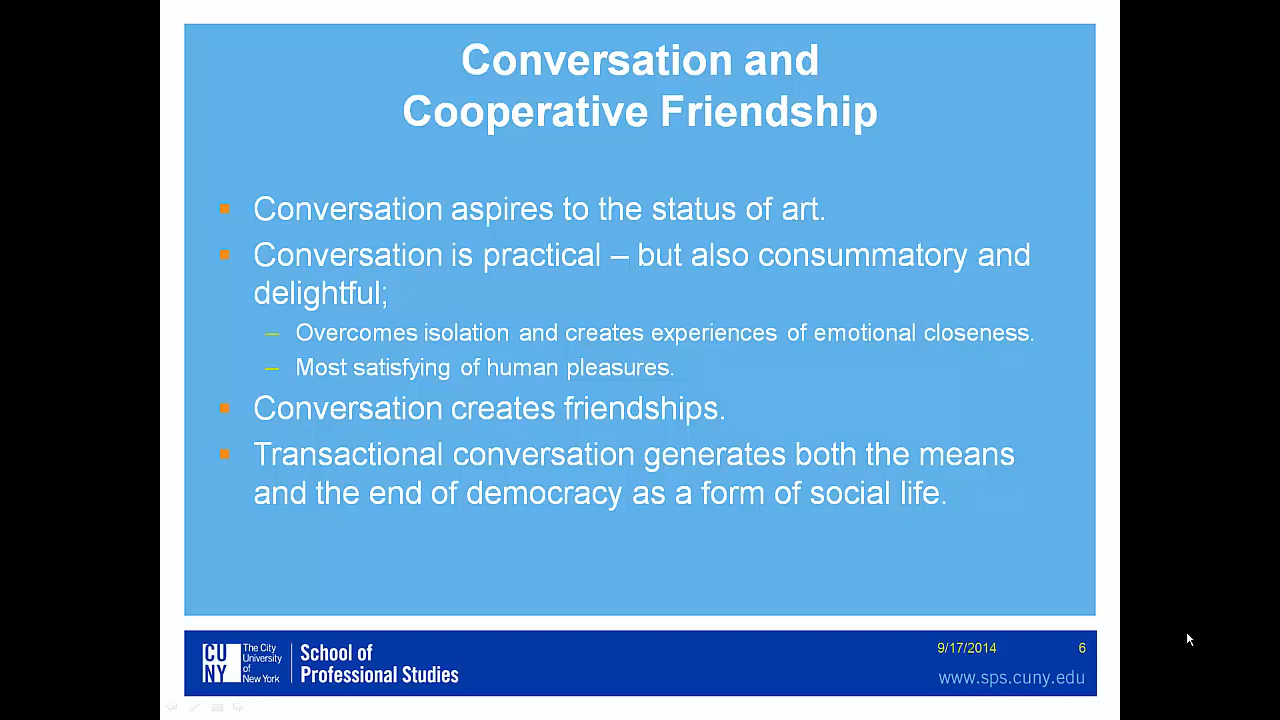 Conversation and
Cooperative Friendship
Conversation aspires to the status of art.
Conversation is practical – but also consummatory and
delightful;
– Overcomes isolation and creates experiences of emotional closeness.
– Most satisfying of human pleasures.
Conversation creates friendships.
Transactional conversation generates both the means
and the end of democracy as a form of social life.
CU
NY
The City
University
of
New York
School of
Professional Studies
9/17/2014
6
www.sps.cuny.edu